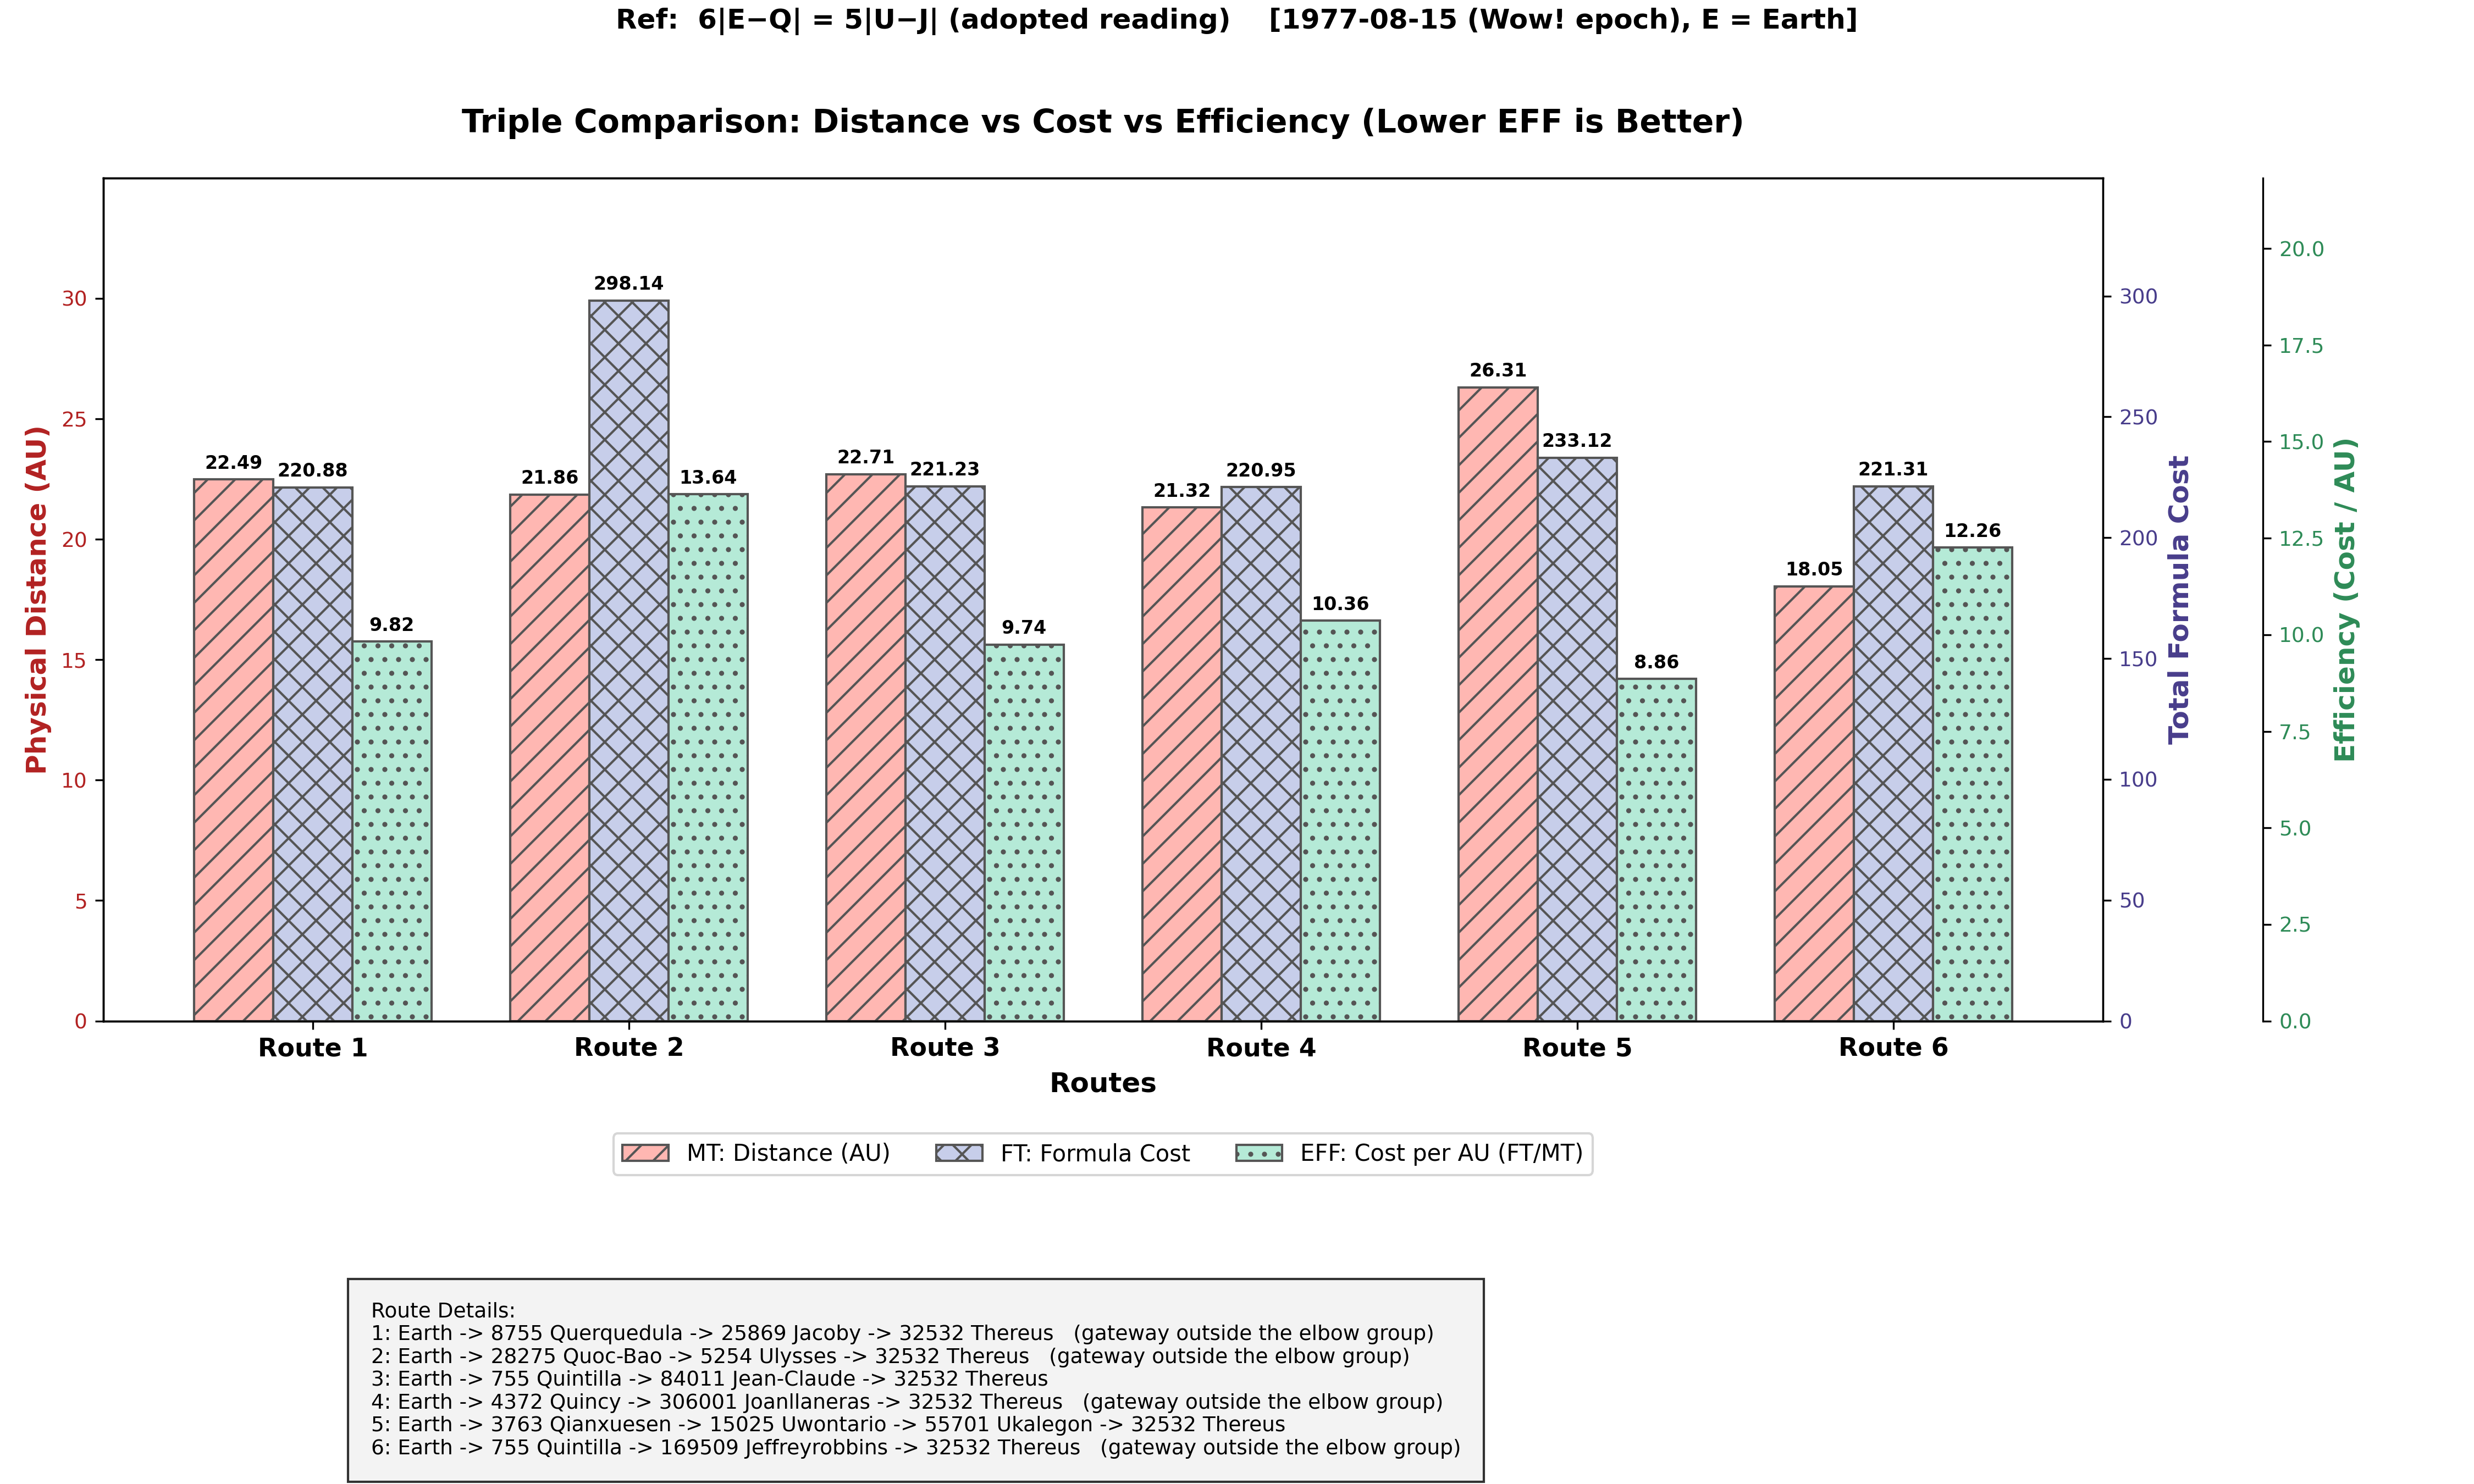 Ref:  6|E−Q| = 5|U−J| (adopted reading)    [1977-08-15 (Wow! epoch), E = Earth]
Triple Comparison: Distance vs Cost vs Efficiency (Lower EFF is Better)
Physical Distance (AU)
30
25
20
15
10
5
0
22.49
220.88
9.82
21.86
298.14
13.64
22.71
221.23
9.74
21.32
220.95
10.36
26.31
233.12
8.86
18.05
221.31
12.26
300
250
200
150
100
50
0
Total Formula Cost
20.0
17.5
15.0
12.5
10.0
7.5
5.0
2.5
0.0
Efficiency (Cost / AU)
Route 1
Route 2
Route 3
Route 4
Route 5
Route 6
Routes
MT: Distance (AU)
FT: Formula Cost
EFF: Cost per AU (FT/MT)
Route Details:
1: Earth -> 8755 Querquedula -> 25869 Jacoby -> 32532 Thereus   (gateway outside the elbow group)
2: Earth -> 28275 Quoc-Bao -> 5254 Ulysses -> 32532 Thereus   (gateway outside the elbow group)
3: Earth -> 755 Quintilla -> 84011 Jean-Claude -> 32532 Thereus
4: Earth -> 4372 Quincy -> 306001 Joanllaneras -> 32532 Thereus   (gateway outside the elbow group)
5: Earth -> 3763 Qianxuesen -> 15025 Uwontario -> 55701 Ukalegon -> 32532 Thereus
6: Earth -> 755 Quintilla -> 169509 Jeffreyrobbins -> 32532 Thereus   (gateway outside the elbow group)